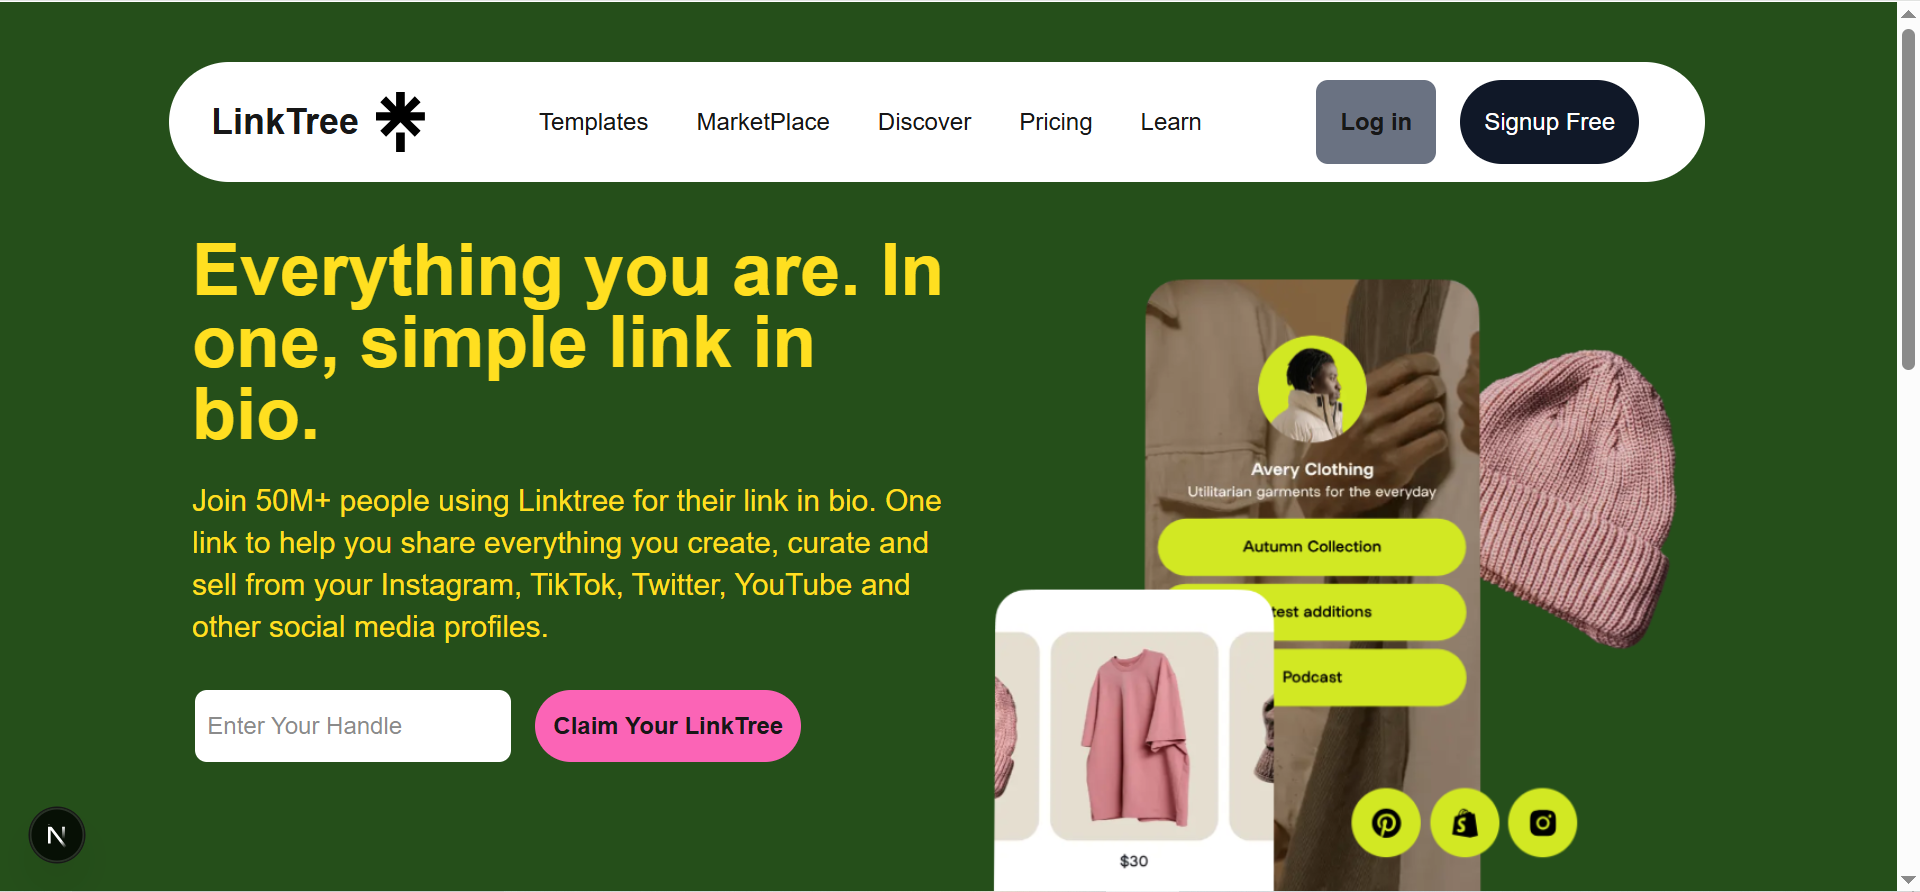 LinkTree
Templates
MarketPlace
Discover
Pricing
Learn
Log in
Signup Free
Everything you are. In
one, simple link in
bio.
Join 50M+ people using Linktree for their link in bio. One
link to help you share everything you create, curate and
sell from your Instagram, TikTok, Twitter, YouTube and
other social media profiles.
Enter Your Handle
Claim Your LinkTree
Avery Clothing
Utilitarian garments for the everyday
Autumn Collection
test additions
Podcast
$30
N